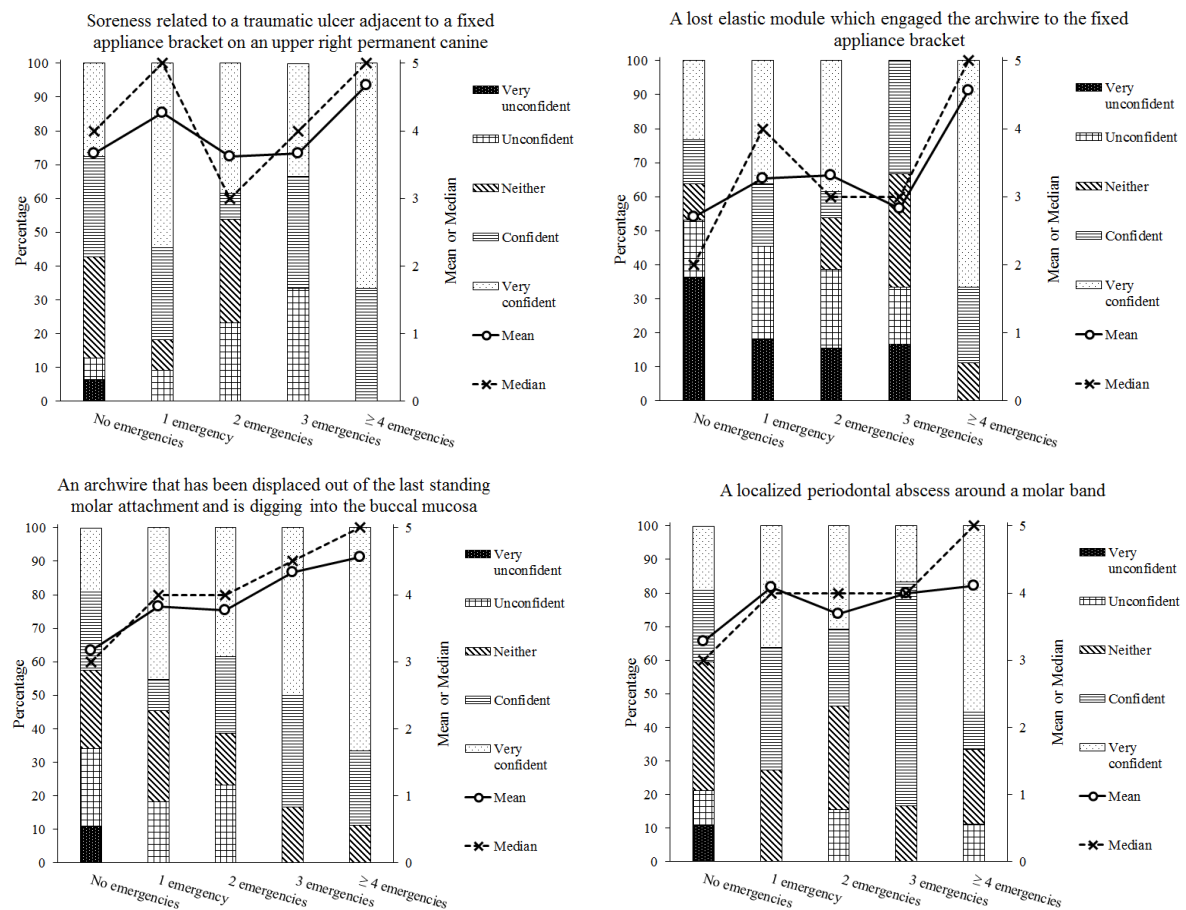 Soreness related to a traumatic ulcer adjacent to a fixed
appliance bracket on an upper right permanent canine
100
90
80
70
60
50
40
30
20
10
0
Percentage
5
4
3
2
1
0
Mean or Median
No emergencies
1 emergency
2 emergencies
3 emergencies
≥ 4 emergencies
Very
unconfident
Unconfident
Neither
Confident
Very
confident
Mean
Median
A lost elastic module which engaged the archwire to the fixed
appliance bracket
100
90
80
70
60
50
40
30
20
10
0
Percentage
5
4
3
2
1
0
Mean or Median
No emergencies
1 emergency
2 emergencies
3 emergencies
≥ 4 emergencies
Very
unconfident
Unconfident
Neither
Confident
Very
confident
Mean
Median
An archwire that has been displaced out of the last standing
molar attachment and is digging into the buccal mucosa
100
90
80
70
60
50
40
30
20
10
0
Percentage
5
4
3
2
1
0
Mean or Median
No emergencies
1 emergency
2 emergencies
3 emergencies
≥ 4 emergencies
Very
unconfident
Unconfident
Neither
Confident
Very
confident
Mean
Median
A localized periodontal abscess around a molar band
100
90
80
70
60
50
40
30
20
10
0
Percentage
5
4
3
2
1
0
Mean or Median
No emergencies
1 emergency
2 emergencies
3 emergencies
≥ 4 emergencies
Very
unconfident
Unconfident
Neither
Confident
Very
confident
Mean
Median